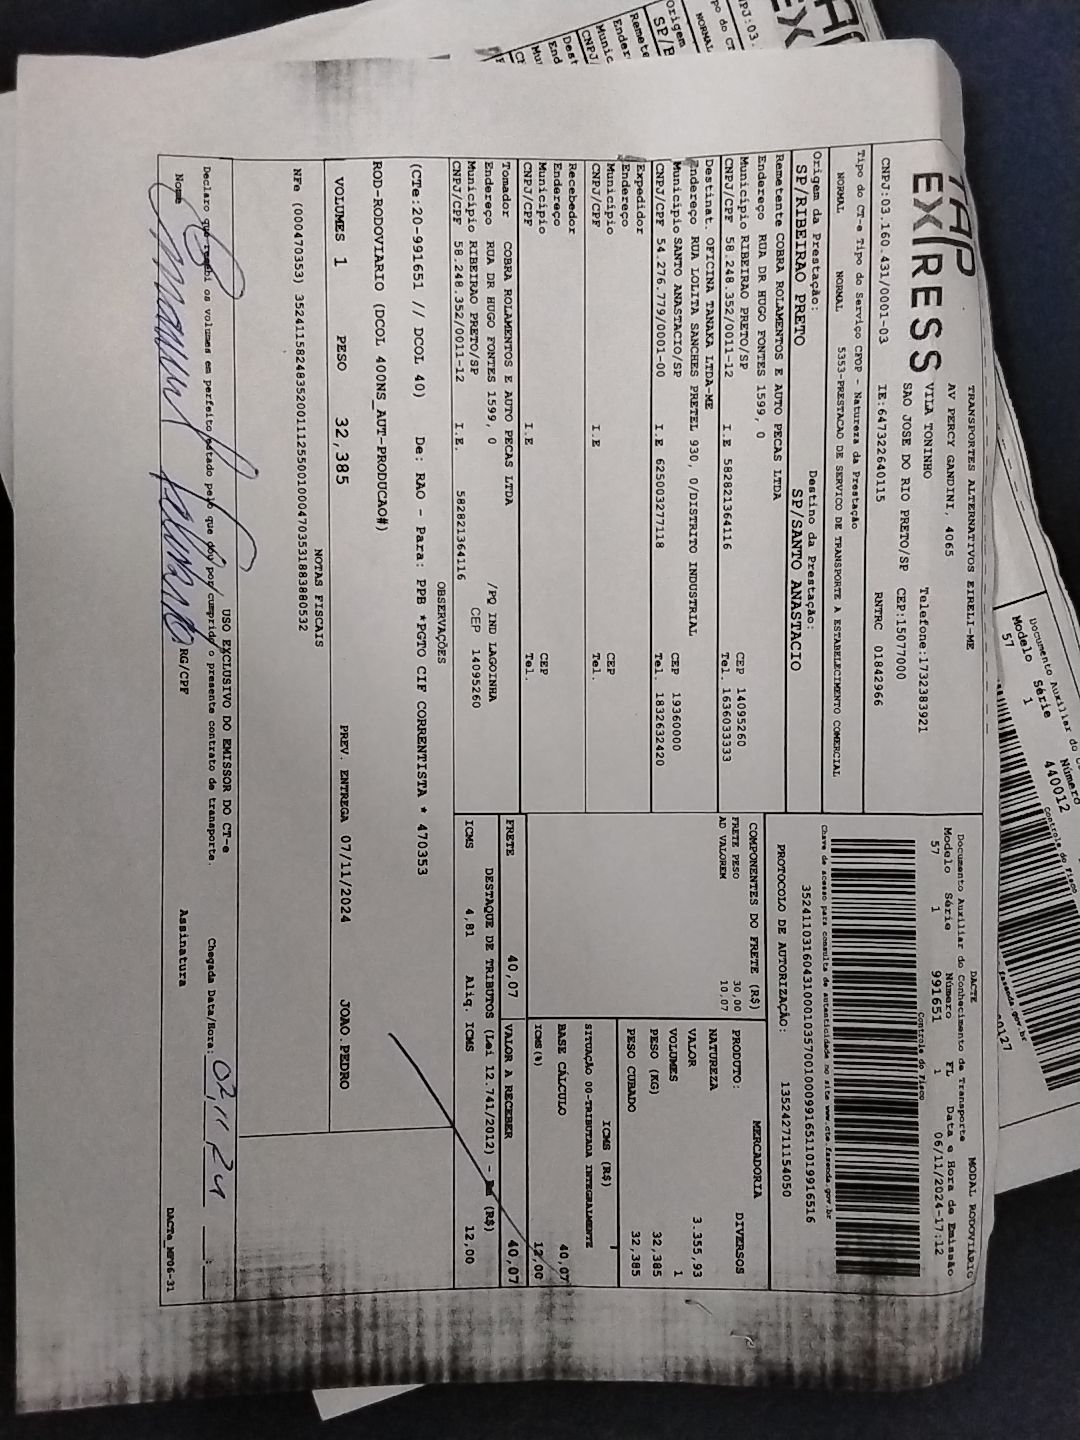 TAP EXPRESS
TRANSPORTES ALTERNATIVOS EIRELI-ME
AV PERCY GANDINI, 4065
VILA TONINHO Telefone:1732383921
SAO JOSE DO RIO PRETO/SP CEP:15077000
CNPJ:03.160.431/0001-03 IE:647322640115 RNTRC 01842966
Tipo do CT-e Tipo do Serviço CFOP - Natureza da Prestação
NORMAL NORMAL 5353-PRESTACAO DE SERVICO DE TRANSPORTE A ESTABELECIMENTO COMERCIAL
Origem da Prestação: Destino da Prestação:
SP/RIBEIRAO PRETO SP/SANTO ANASTACIO
Remetente COBRA ROLAMENTOS E AUTO PECAS LTDA
Endereço RUA DR HUGO FONTES 1599, 0
Município RIBEIRAO PRETO/SP CEP 14095260
CNPJ/CPF 58.248.352/0011-12 I.E 582821364116 Tel. 1636033333
Destinat. OFICINA TANAKA LTDA-ME
Endereço RUA LOLITA SANCHES PRETEL 930, 0/DISTRITO INDUSTRIAL
Município SANTO ANASTACIO/SP CEP 19360000
CNPJ/CPF 54.276.779/0001-00 I.E 625003277118 Tel. 1832632420
Expedidor
Endereço
Município CEP
CNPJ/CPF I.E Tel.
Recebedor
Endereço
Município CEP
CNPJ/CPF I.E Tel.
Tomador COBRA ROLAMENTOS E AUTO PECAS LTDA
Endereço RUA DR HUGO FONTES 1599, 0 /PQ IND LAGOINHA
Município RIBEIRAO PRETO/SP CEP 14095260
CNPJ/CPF 58.248.352/0011-12 I.E. 582821364116
DACTE MODAL RODOVIÁRIO
Documento Auxiliar do Conhecimento de Transporte
Modelo Série Número FL Data e Hora de Emissão
57 1 991651 1 06/11/2024-17:12
Controle do Fisco
35241103160431000103570010009916511019916516
Chave de acesso para consulta de autenticidade no site www.cte.fazenda.gov.br
PROTOCOLO DE AUTORIZAÇÃO: 135242711154050
COMPONENTES DO FRETE (R$)
FRETE PESO 30,00
AD VALOREM 10,07
MERCADORIA
PRODUTO: DIVERSOS
NATUREZA
VALOR 3.355,93
VOLUMES 1
PESO (KG) 32,385
PESO CUBADO 32,385
ICMS (R$)
SITUAÇÃO 00-TRIBUTADA INTEGRALMENTE
BASE CÁLCULO 40,07
ICMS(%) 12,00
FRETE 40,07 VALOR A RECEBER 40,07
DESTAQUE DE TRIBUTOS (Lei 12.741/2012) - (R$)
ICMS 4,81 Aliq. ICMS 12,00
OBSERVAÇÕES
(CTe:20-991651 // DCOL 40) De: RAO - Para: PPB *PGTO CIF CORRENTISTA * 470353
ROD-RODOVIARIO (DCOL 400NS_AUT-PRODUCAO#)
VOLUMES 1 PESO 32,385 PREV. ENTREGA 07/11/2024 JOAO.PEDRO
NOTAS FISCAIS
NFe (000470353) 35241158248352001112550010004703531883880532
USO EXCLUSIVO DO EMISSOR DO CT-e
Declaro que recebi os volumes em perfeito estado pelo que dou por cumprido o presente contrato de transporte. Chegada Data/Hora:
Nome RG/CPF Assinatura
DACTe_MP06-31
Documento Auxiliar do
Modelo Série Número
57 1 440012
Controle do Fisco